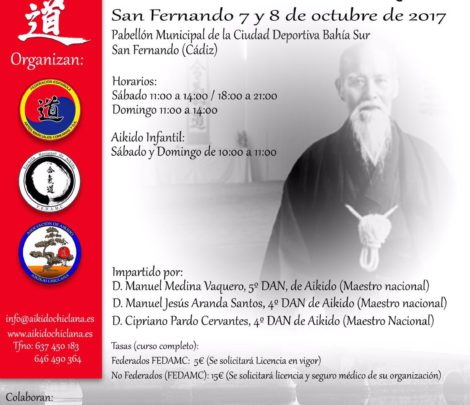 San Fernando 7 y 8 de octubre de 2017
Pabellón Municipal de la Ciudad Deportiva Bahía Sur
San Fernando (Cádiz)
道
Organizan:
Horarios:
Sábado 11:00 a 14:00 / 18:00 a 21:00
Domingo 11:00 a 14:00
Aikido Infantil:
Sábado y Domingo de 10:00 a 11:00
道
合氣道
Impartido por:
D. Manuel Medina Vaquero, 5º DAN, de Aikido (Maestro nacional)
D. Manuel Jesús Aranda Santos, 4º DAN de Aikido (Maestro nacional)
D. Cipriano Pardo Cervantes, 4º DAN de Aikido (Maestro Nacional)
info@aikidochiclana.es
www.aikidochiclana.es
Tfno: 637 450 183
646 490 364
Tasas (curso completo):
Federados FEDAMC: 5€ (Se solicitará Licencia en vigor)
No Federados (FEDAMC): 15€ (Se solicitará licencia y seguro médico de su organización)
Colaboran: